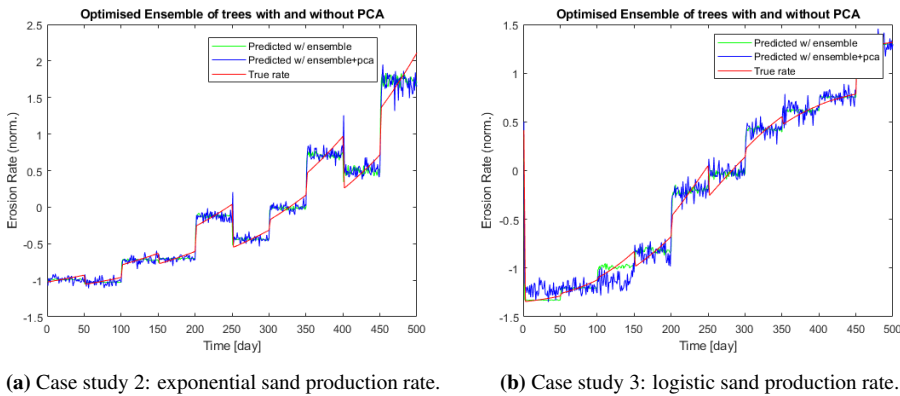 Optimised Ensemble of trees with and without PCA
2.5
2
1.5
1
0.5
0
-0.5
-1
-1.5
Erosion Rate (norm.)
Predicted w/ ensemble
Predicted w/ ensemble+pca
True rate
0 50 100 150 200 250 300 350 400 450 500
Time [day]
(a) Case study 2: exponential sand production rate.
Optimised Ensemble of trees with and without PCA
1.5
1
0.5
0
-0.5
-1
-1.5
Erosion Rate (norm.)
Predicted w/ ensemble
Predicted w/ ensemble+pca
True rate
0 50 100 150 200 250 300 350 400 450 500
Time [day]
(b) Case study 3: logistic sand production rate.